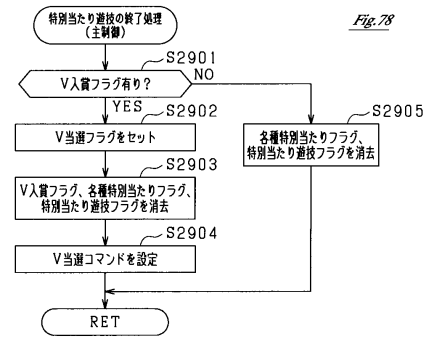 特別当たり遊技の終了処理
(主制御)
Fig.78
S2901
V入賞フラグ有り?
NO
YES
S2902
V当選フラグをセット
S2905
各種特別当たりフラグ、
特別当たり遊技フラグを消去
S2903
V入賞フラグ、各種特別当たりフラグ、
特別当たり遊技フラグを消去
S2904
V当選コマンドを設定
RET